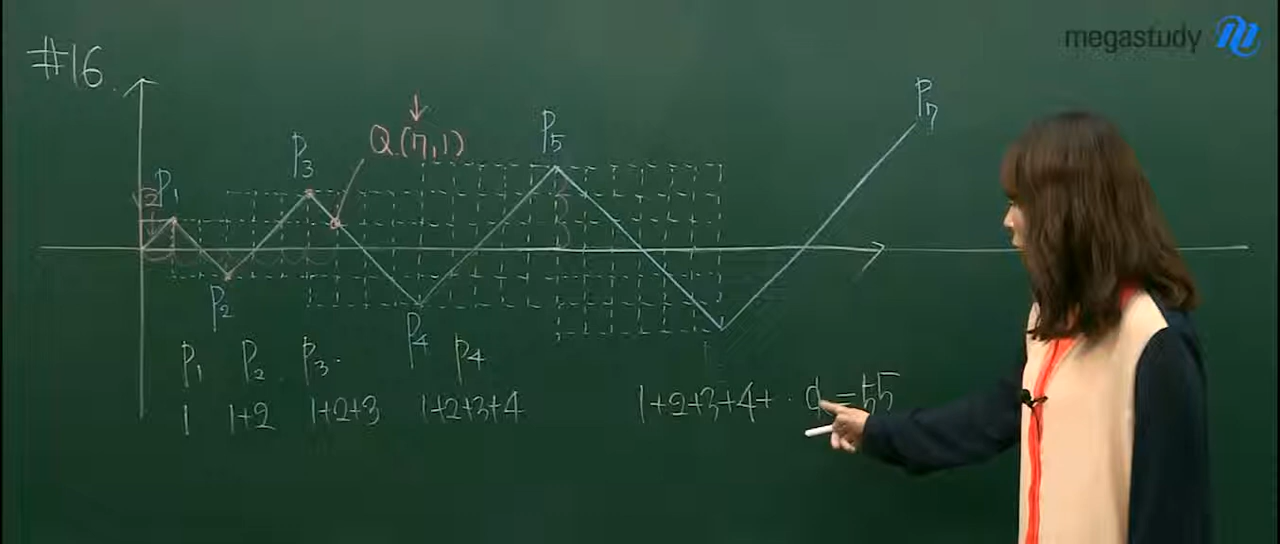 megastudy
#16.
P₁
P₂
P₃
Q(7,1)
P₄
P₅
P₇
√2
P₁ P₂ P₃ P₄
1 1+2 1+2+3 1+2+3+4
1+2+3+4+ · · =55